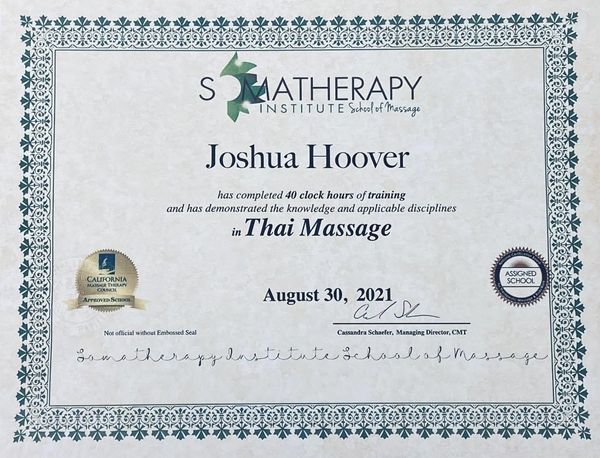 SOMATHERAPY
INSTITUTE School of Massage
Joshua Hoover
has completed 40 clock hours of training
and has demonstrated the knowledge and applicable disciplines
in Thai Massage
CALIFORNIA
MASSAGE THERAPY
COUNCIL
APPROVED SCHOOL
ASSIGNED
SCHOOL
August 30, 2021
Not official without Embossed Seal
Cassandra Schaefer, Managing Director, CMT
Somatherapy Institute School of Massage